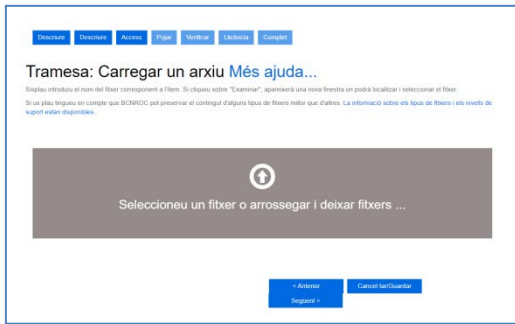 Descriure Descriure Access Pujar Verificar Llicència Complet
Tramesa: Carregar un arxiu Més ajuda...
Sisplau introduïu el nom del fitxer corresponent a l'ítem. Si cliqueu sobre "Examinar", apareixerà una nova finestra on podrà localitzar i seleccionar el fitxer.
Si us plau tingueu en compte que BCNROC pot preservar el contingut d'alguns tipus de fitxers millor que d'altres. La informació sobre els tipus de fitxers i els nivells de
suport estan disponibles.
Seleccioneu un fitxer o arrossegar i deixar fitxers ...
< Anterior Cancel·lar/Guardar
Següent >